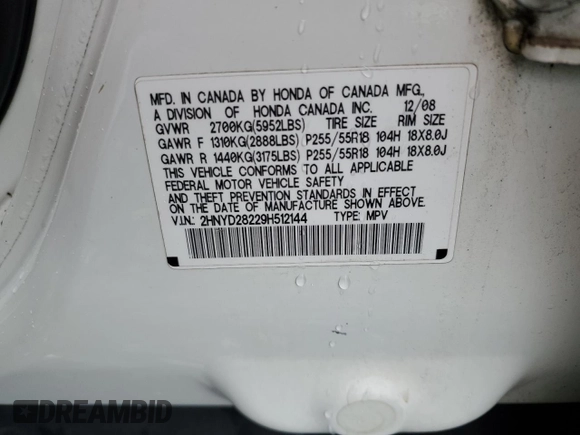 MFD. IN CANADA BY HONDA OF CANADA MFG.,
A DIVISION OF HONDA CANADA INC. 12/08
GVWR 2700KG(5952LBS) TIRE SIZE RIM SIZE
GAWR F 1310KG(2888LBS) P255/55R18 104H 18X8.0J
GAWR R 1440KG(3175LBS) P255/55R18 104H 18X8.0J
THIS VEHICLE CONFORMS TO ALL APPLICABLE
FEDERAL MOTOR VEHICLE SAFETY
AND THEFT PREVENTION STANDARDS IN EFFECT
ON THE DATE OF MANUFACTURE SHOWN ABOVE.
V.I.N.: 2HNYD28229H512144 TYPE: MPV
DREAMBID